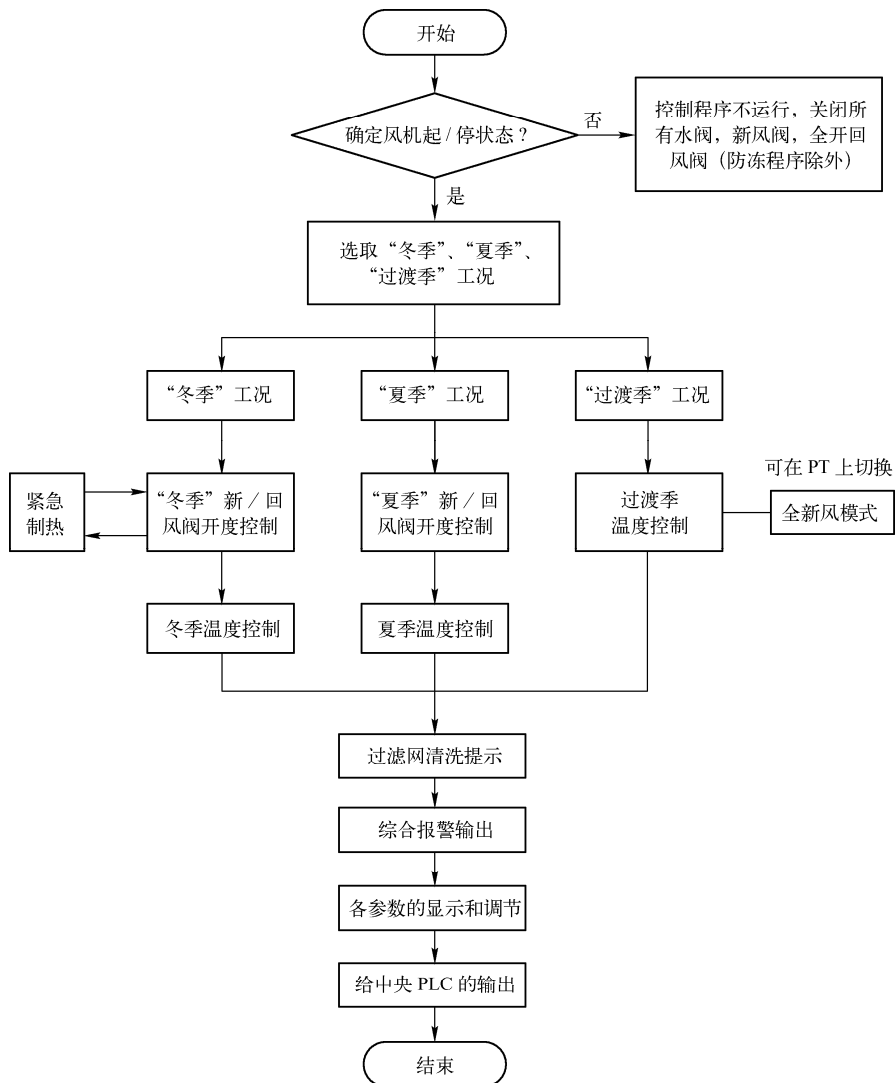 开始
确定风机起/停状态?
否
控制程序不运行,关闭所
有水阀,新风阀,全开回
风阀(防冻程序除外)
是
选取“冬季”、“夏季”、
“过渡季”工况
“冬季”工况
“夏季”工况
“过渡季”工况
紧急
制热
“冬季”新/回
风阀开度控制
“夏季”新/回
风阀开度控制
过渡季
温度控制
可在 PT 上切换
全新风模式
冬季温度控制
夏季温度控制
过滤网清洗提示
综合报警输出
各参数的显示和调节
给中央 PLC 的输出
结束